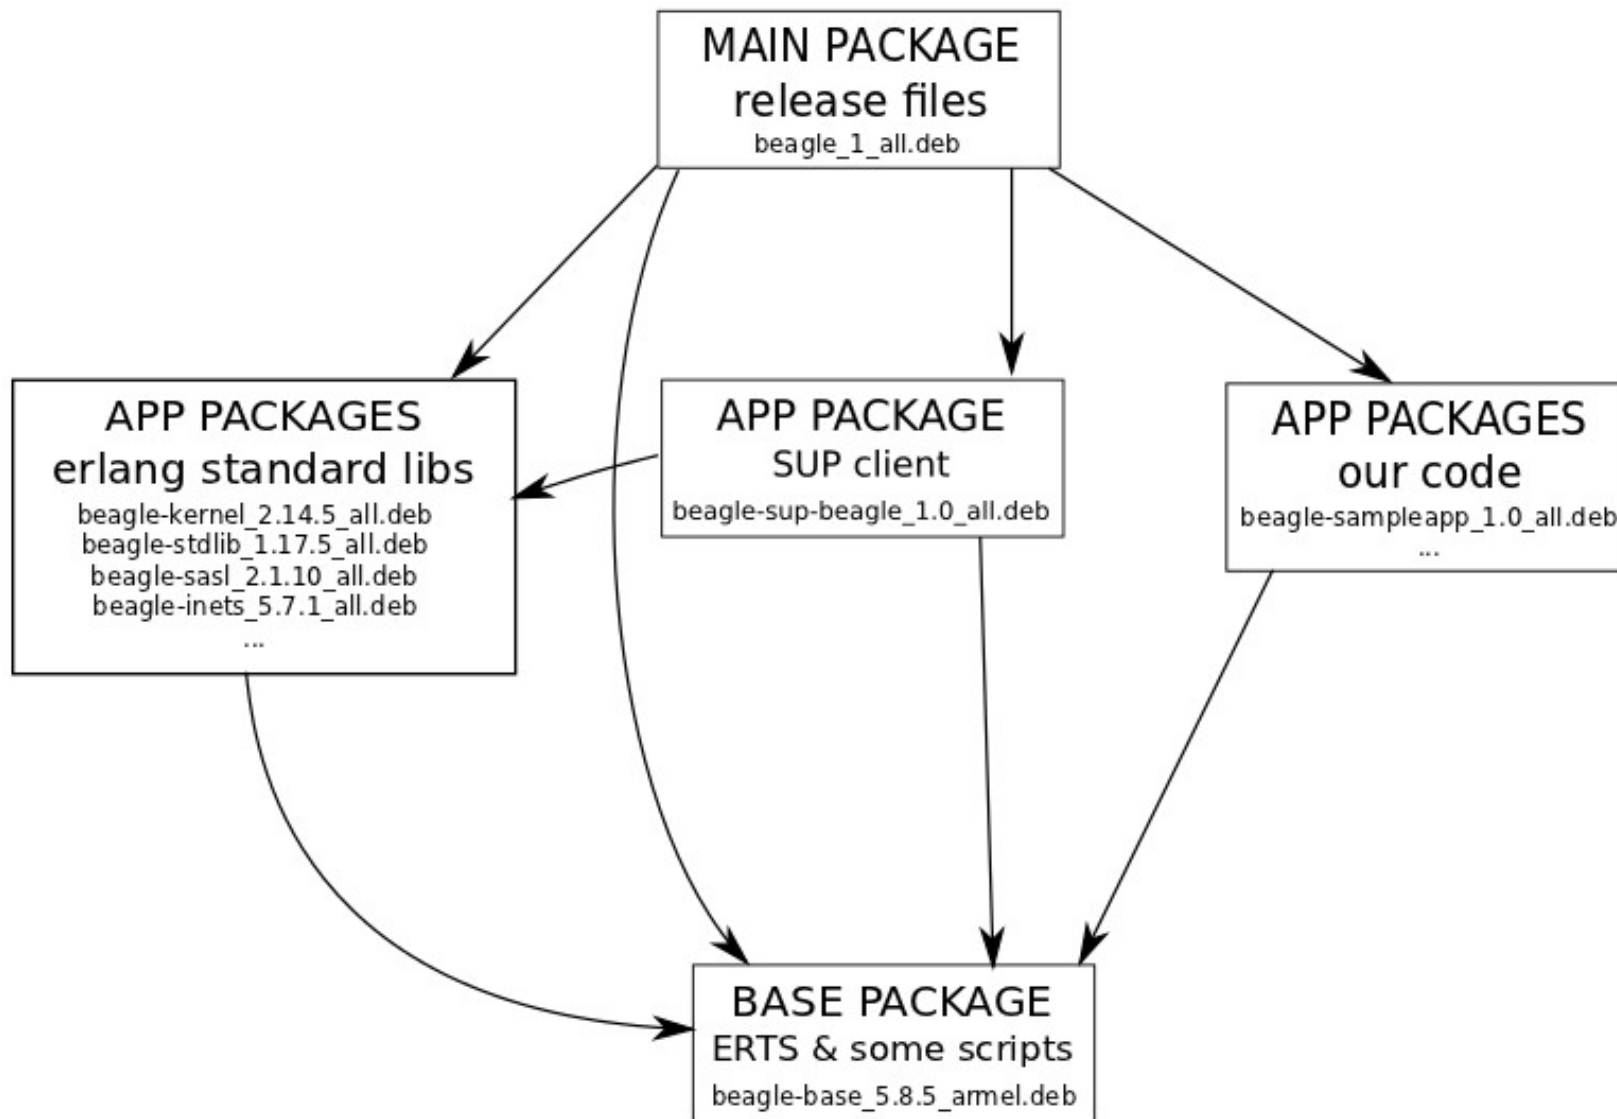 MAIN PACKAGE
release files
beagle_1_all.deb
APP PACKAGES
erlang standard libs
beagle-kernel_2.14.5_all.deb
beagle-stdlib_1.17.5_all.deb
beagle-sasl_2.1.10_all.deb
beagle-inets_5.7.1_all.deb
...
APP PACKAGE
SUP client
beagle-sup-beagle_1.0_all.deb
APP PACKAGES
our code
beagle-sampleapp_1.0_all.deb
...
BASE PACKAGE
ERTS & some scripts
beagle-base_5.8.5_armel.deb